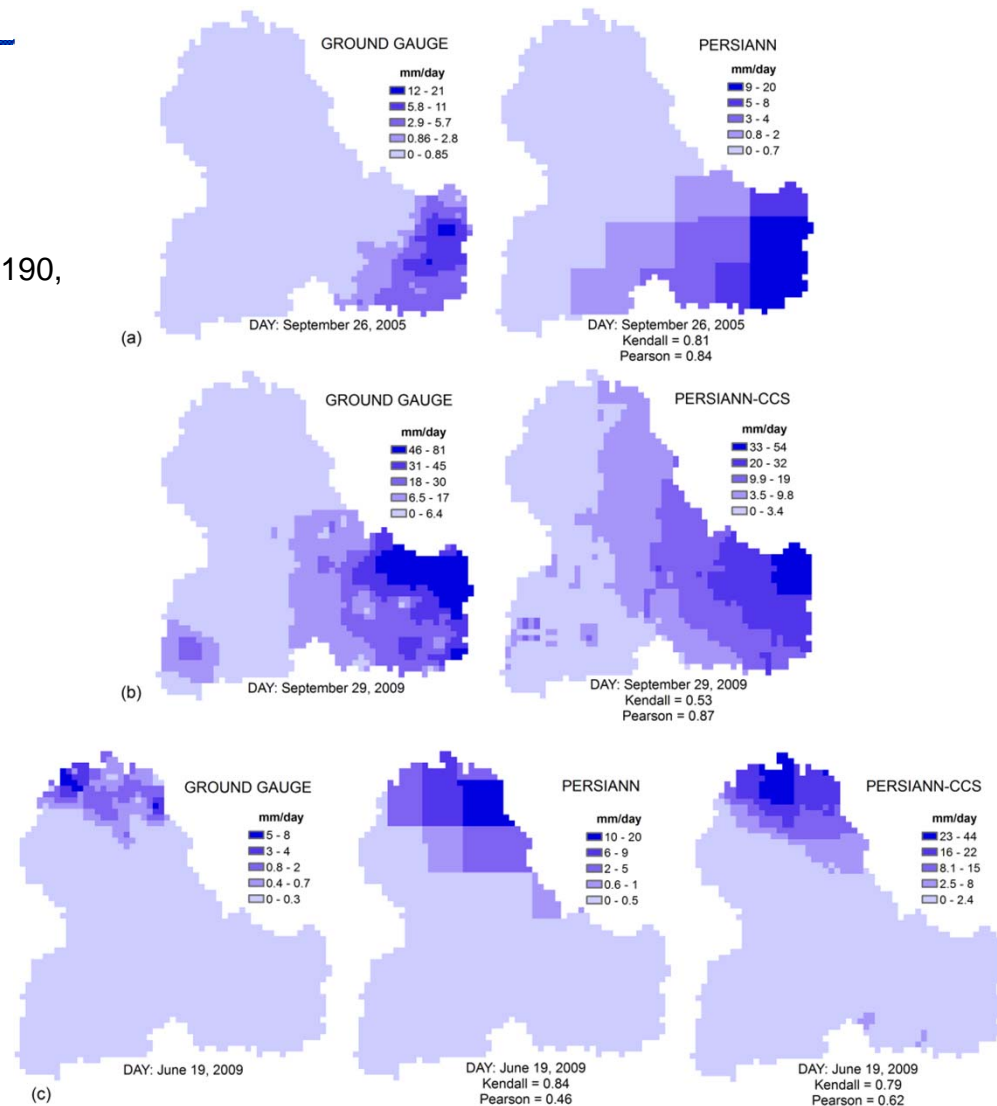 190,
GROUND GAUGE
mm/day
12 - 21
5.8 - 11
2.9 - 5.7
0.86 - 2.8
0 - 0.85
DAY: September 26, 2005
PERSIANN
mm/day
9 - 20
5 - 8
3 - 4
0.8 - 2
0 - 0.7
DAY: September 26, 2005
Kendall = 0.81
Pearson = 0.84
(a)
GROUND GAUGE
mm/day
46 - 81
31 - 45
18 - 30
6.5 - 17
0 - 6.4
DAY: September 29, 2009
PERSIANN-CCS
mm/day
33 - 54
20 - 32
9.9 - 19
3.5 - 9.8
0 - 3.4
DAY: September 29, 2009
Kendall = 0.53
Pearson = 0.87
(b)
GROUND GAUGE
mm/day
5 - 8
3 - 4
0.8 - 2
0.4 - 0.7
0 - 0.3
DAY: June 19, 2009
PERSIANN
mm/day
10 - 20
6 - 9
2 - 5
0.6 - 1
0 - 0.5
DAY: June 19, 2009
Kendall = 0.84
Pearson = 0.46
PERSIANN-CCS
mm/day
23 - 44
16 - 22
8.1 - 15
2.5 - 8
0 - 2.4
DAY: June 19, 2009
Kendall = 0.79
Pearson = 0.62
(c)